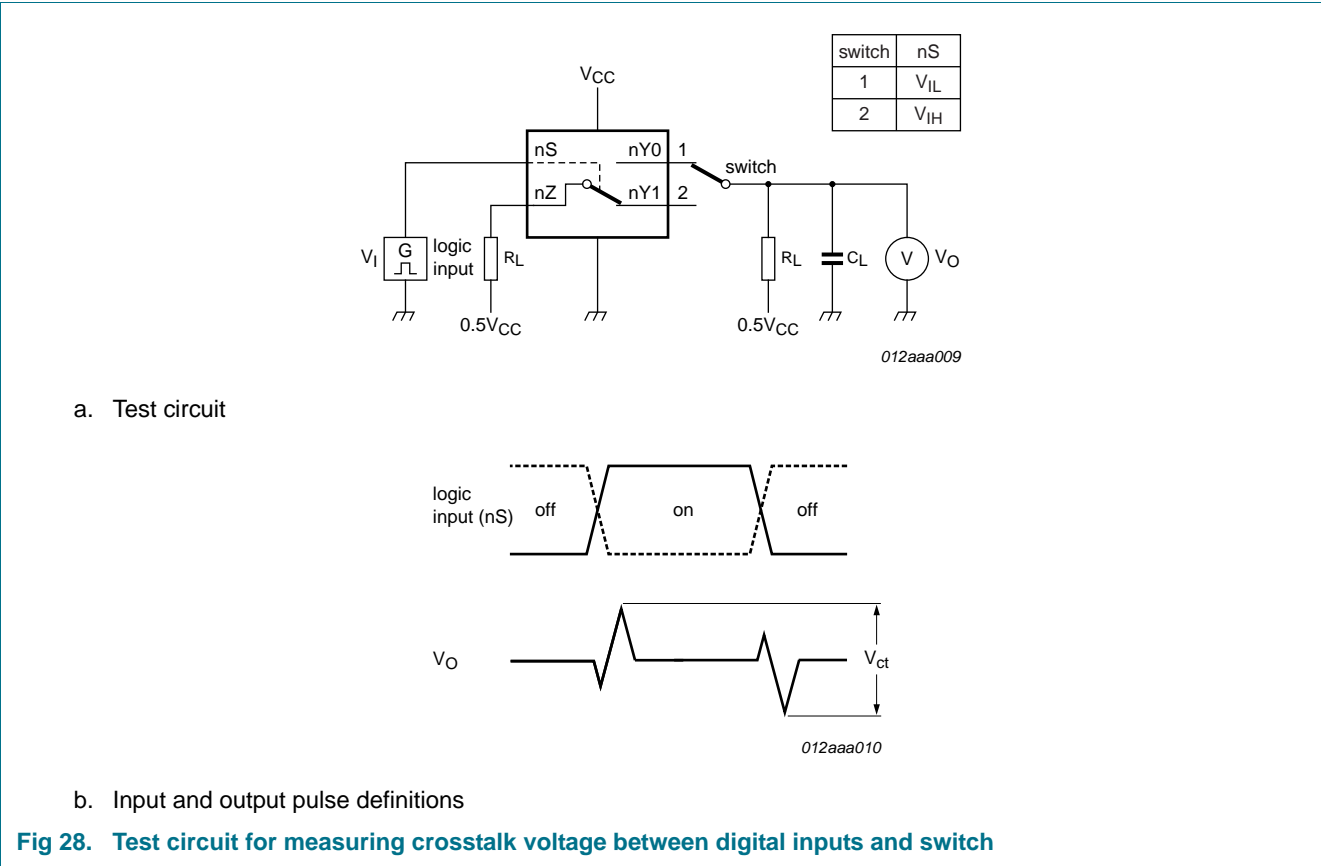 switch nS
1 VIL
2 VIH
VCC
nS nY0 1
switch
nZ nY1 2
VI G logic
input
RL
RL CL V VO
0.5VCC 0.5VCC
012aaa009
a. Test circuit
logic
input (nS) off on off
VO Vct
012aaa010
b. Input and output pulse definitions
Fig 28. Test circuit for measuring crosstalk voltage between digital inputs and switch